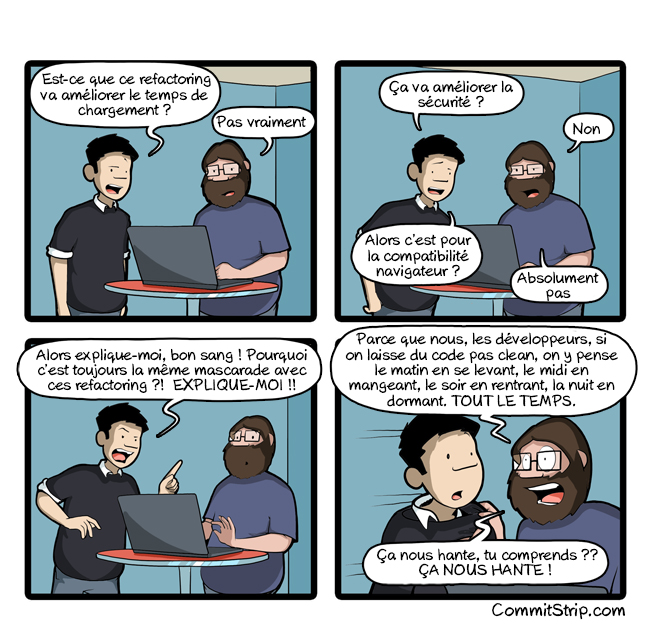 Est-ce que ce refactoring
va améliorer le temps de
chargement ?
Pas vraiment
Ça va améliorer la
sécurité ?
Non
Alors c'est pour
la compatibilité
navigateur ?
Absolument
pas
Alors explique-moi, bon sang ! Pourquoi
c'est toujours la même mascarade avec
ces refactoring ?! EXPLIQUE-MOI !!
Parce que nous, les développeurs, si
on laisse du code pas clean, on y pense
le matin en se levant, le midi en
mangeant, le soir en rentrant, la nuit en
dormant. TOUT LE TEMPS.
Ça nous hante, tu comprends ??
ÇA NOUS HANTE !
CommitStrip.com